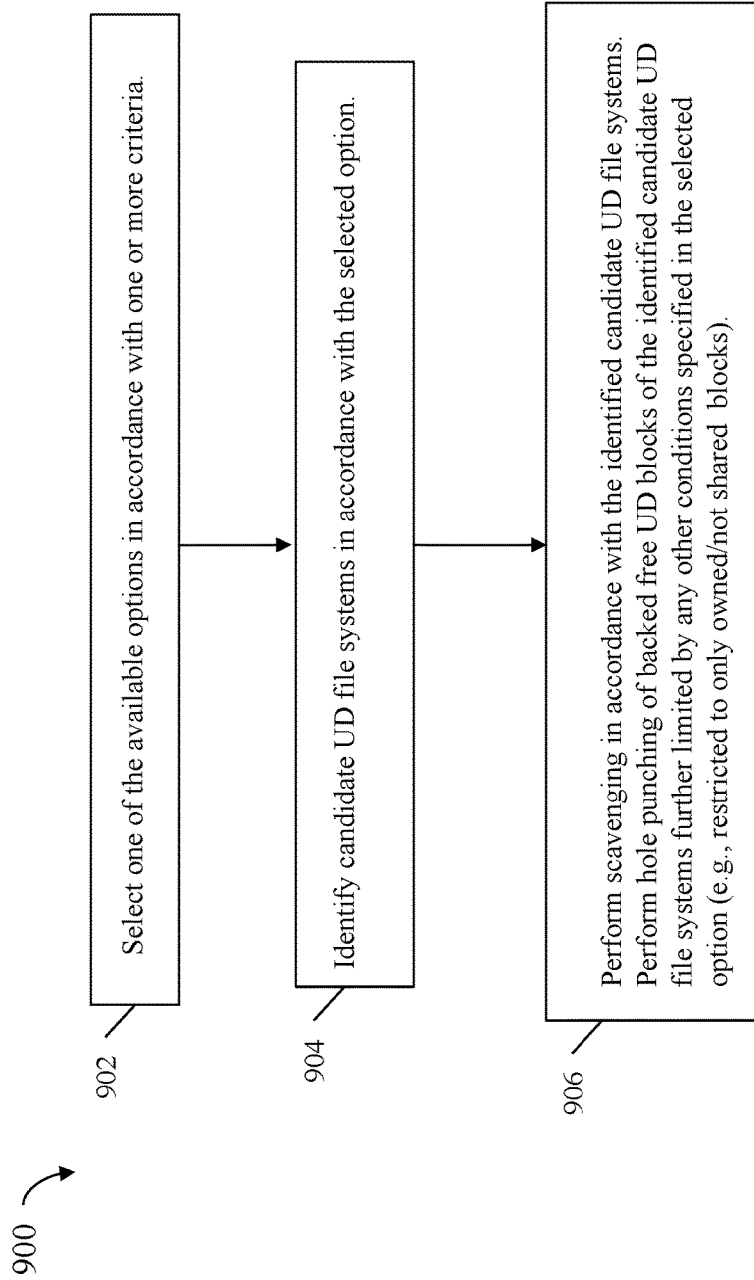 900
902
Select one of the available options in accordance with one or more criteria.
904
Identify candidate UD file systems in accordance with the selected option.
906
Perform scavenging in accordance with the identified candidate UD file systems.
Perform hole punching of backed free UD blocks of the identified candidate UD
file systems further limited by any other conditions specified in the selected
option (e.g., restricted to only owned/not shared blocks).